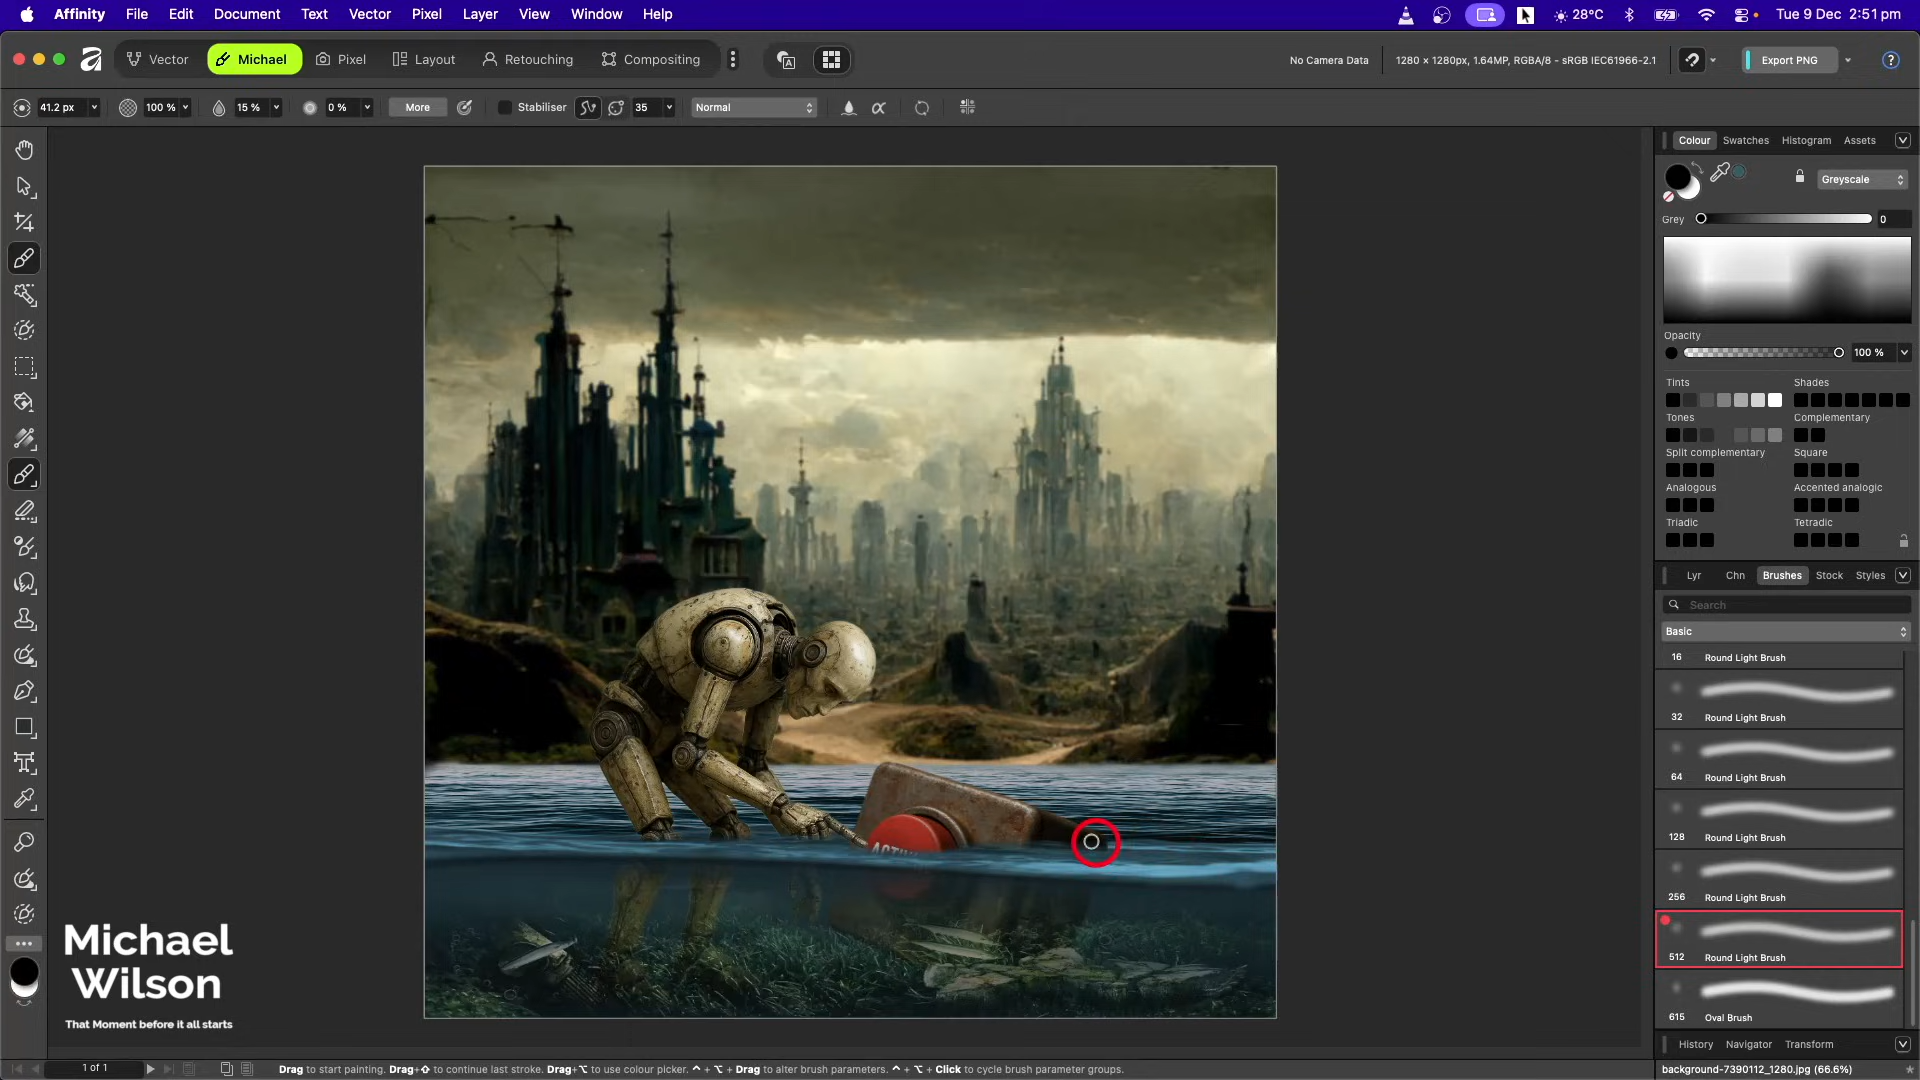 Affinity File Edit Document Text Vector Pixel Layer View Window Help 28°C Tue 9 Dec 2:51 pm
Vector Michael Pixel Layout Retouching Compositing No Camera Data 1280 × 1280px, 1.64MP, RGBA/8 - sRGB IEC61966-2.1 Export PNG
41.2 px 100 % 15 % 0 % More Stabiliser 35 Normal
Colour Swatches Histogram Assets
Greyscale
Grey 0
Opacity
100 %
Tints Shades
Tones Complementary
Split complementary Square
Analogous Accented analogic
Triadic Tetradic
Lyr Chn Brushes Stock Styles
Search
Basic
16 Round Light Brush
32 Round Light Brush
64 Round Light Brush
128 Round Light Brush
256 Round Light Brush
512 Round Light Brush
615 Oval Brush
History Navigator Transform
Michael
Wilson
That Moment before it all starts
1 of 1 Drag to start painting. Drag+⇧ to continue last stroke. Drag+⌥ to use colour picker. ⌃ + ⌥ + Drag to alter brush parameters. ⌃ + ⌥ + Click to cycle brush parameter groups. background-7390112_1280.jpg (66.6%)